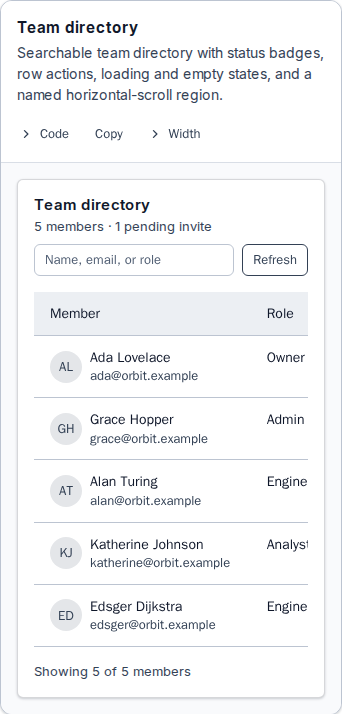 Team directory
Searchable team directory with status badges,
row actions, loading and empty states, and a
named horizontal-scroll region.
Code Copy Width
Team directory
5 members · 1 pending invite
Name, email, or role Refresh
Member Role
AL Ada Lovelace Owner
ada@orbit.example
GH Grace Hopper Admin
grace@orbit.example
AT Alan Turing Engine
alan@orbit.example
KJ Katherine Johnson Analyst
katherine@orbit.example
ED Edsger Dijkstra Engine
edsger@orbit.example
Showing 5 of 5 members